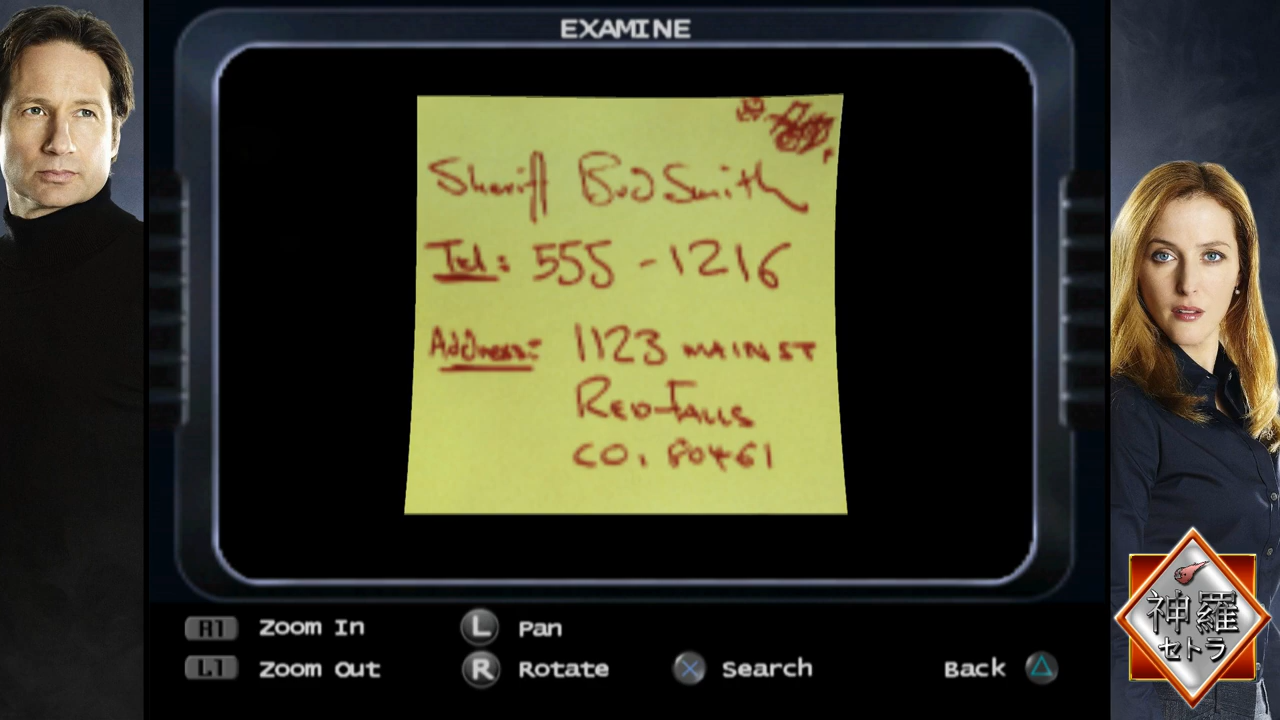 EXAMINE
Sheriff Bud Smith
Tel: 555-1216
Address: 1123 MAIN ST
RED FALLS
CO. 80461
R1 Zoom In
L Pan
L1 Zoom Out
R Rotate
Search
Back
神羅
セトラ